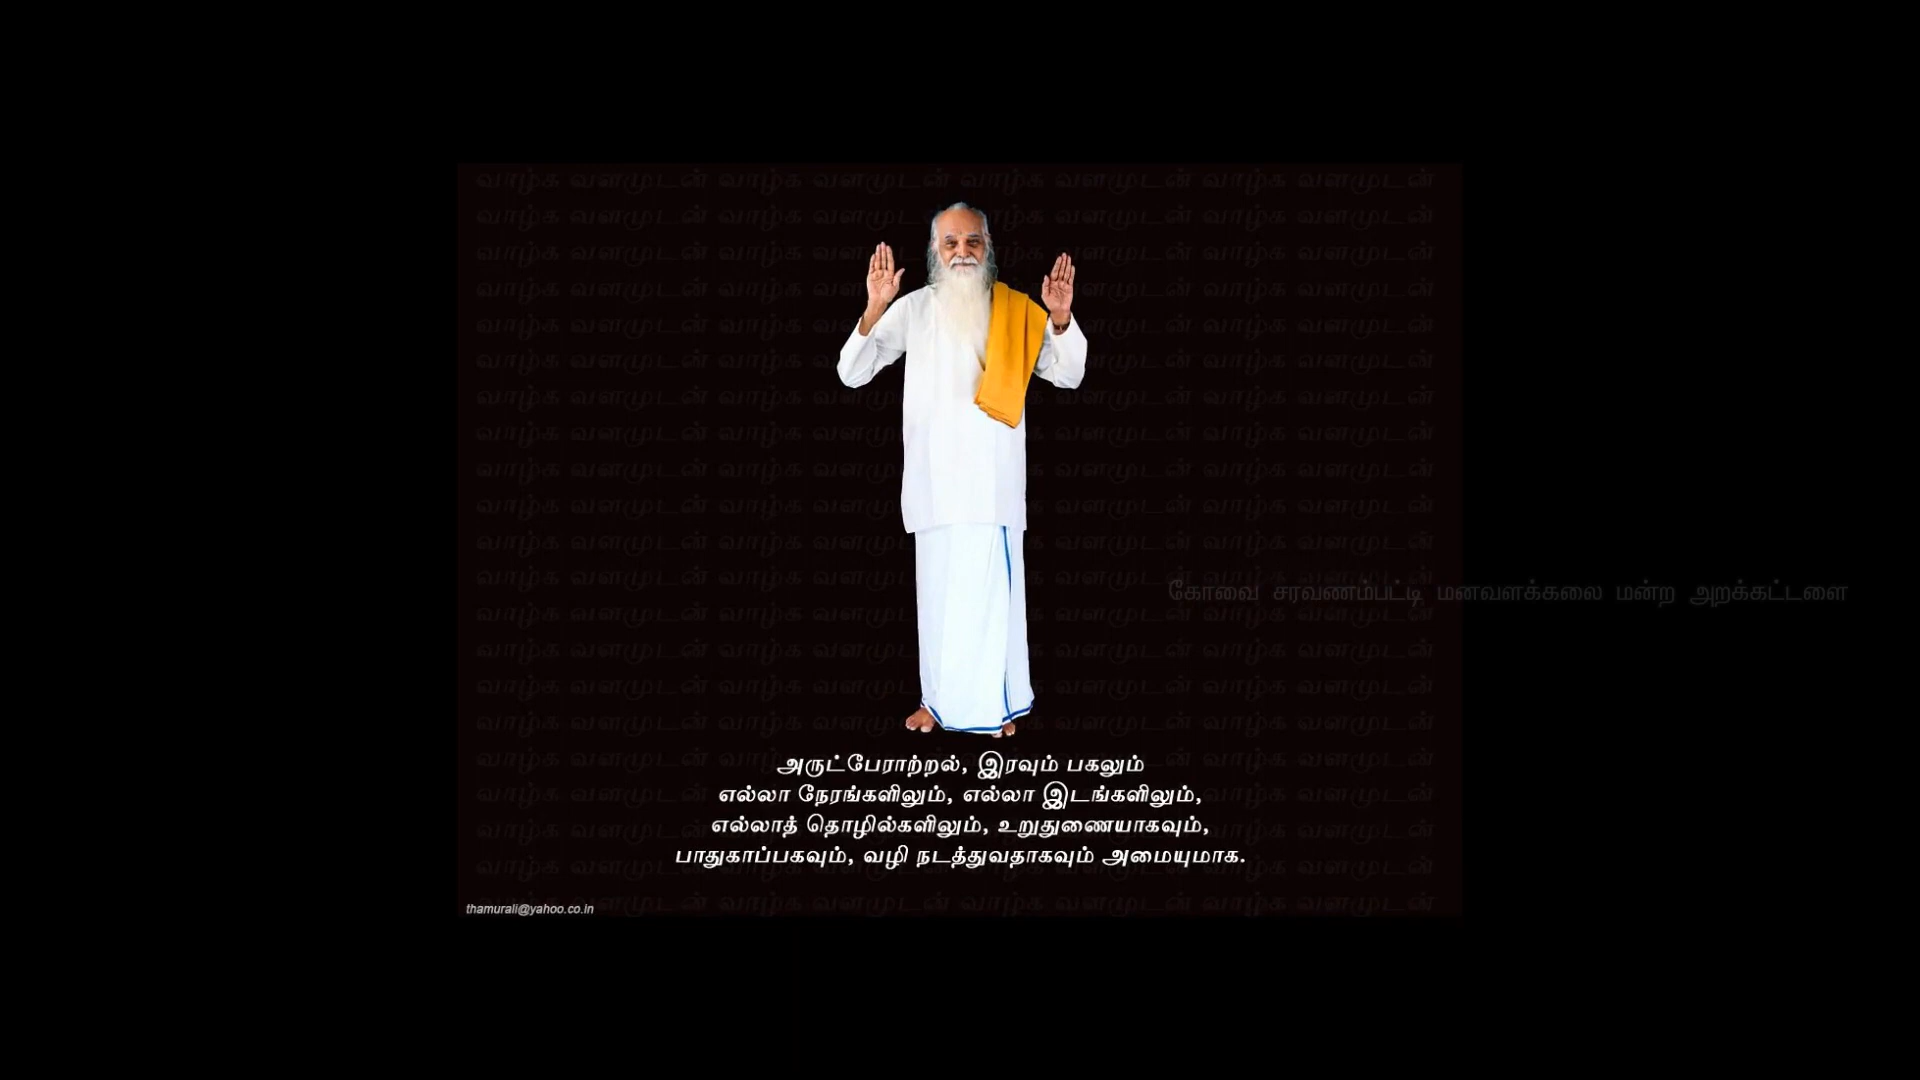 வாழ்க வளமுடன் வாழ்க வளமுடன் வாழ்க வளமுடன் வாழ்க வளமுடன்
அருட்பேராற்றல், இரவும் பகலும்
எல்லா நேரங்களிலும், எல்லா இடங்களிலும்,
எல்லாத் தொழில்களிலும், உறுதுணையாகவும்,
பாதுகாப்பகவும், வழி நடத்துவதாகவும் அமையுமாக.
thamurali@yahoo.co.in
கோவை சரவணம்பட்டி மனவளக்கலை மன்ற அறக்கட்டளை